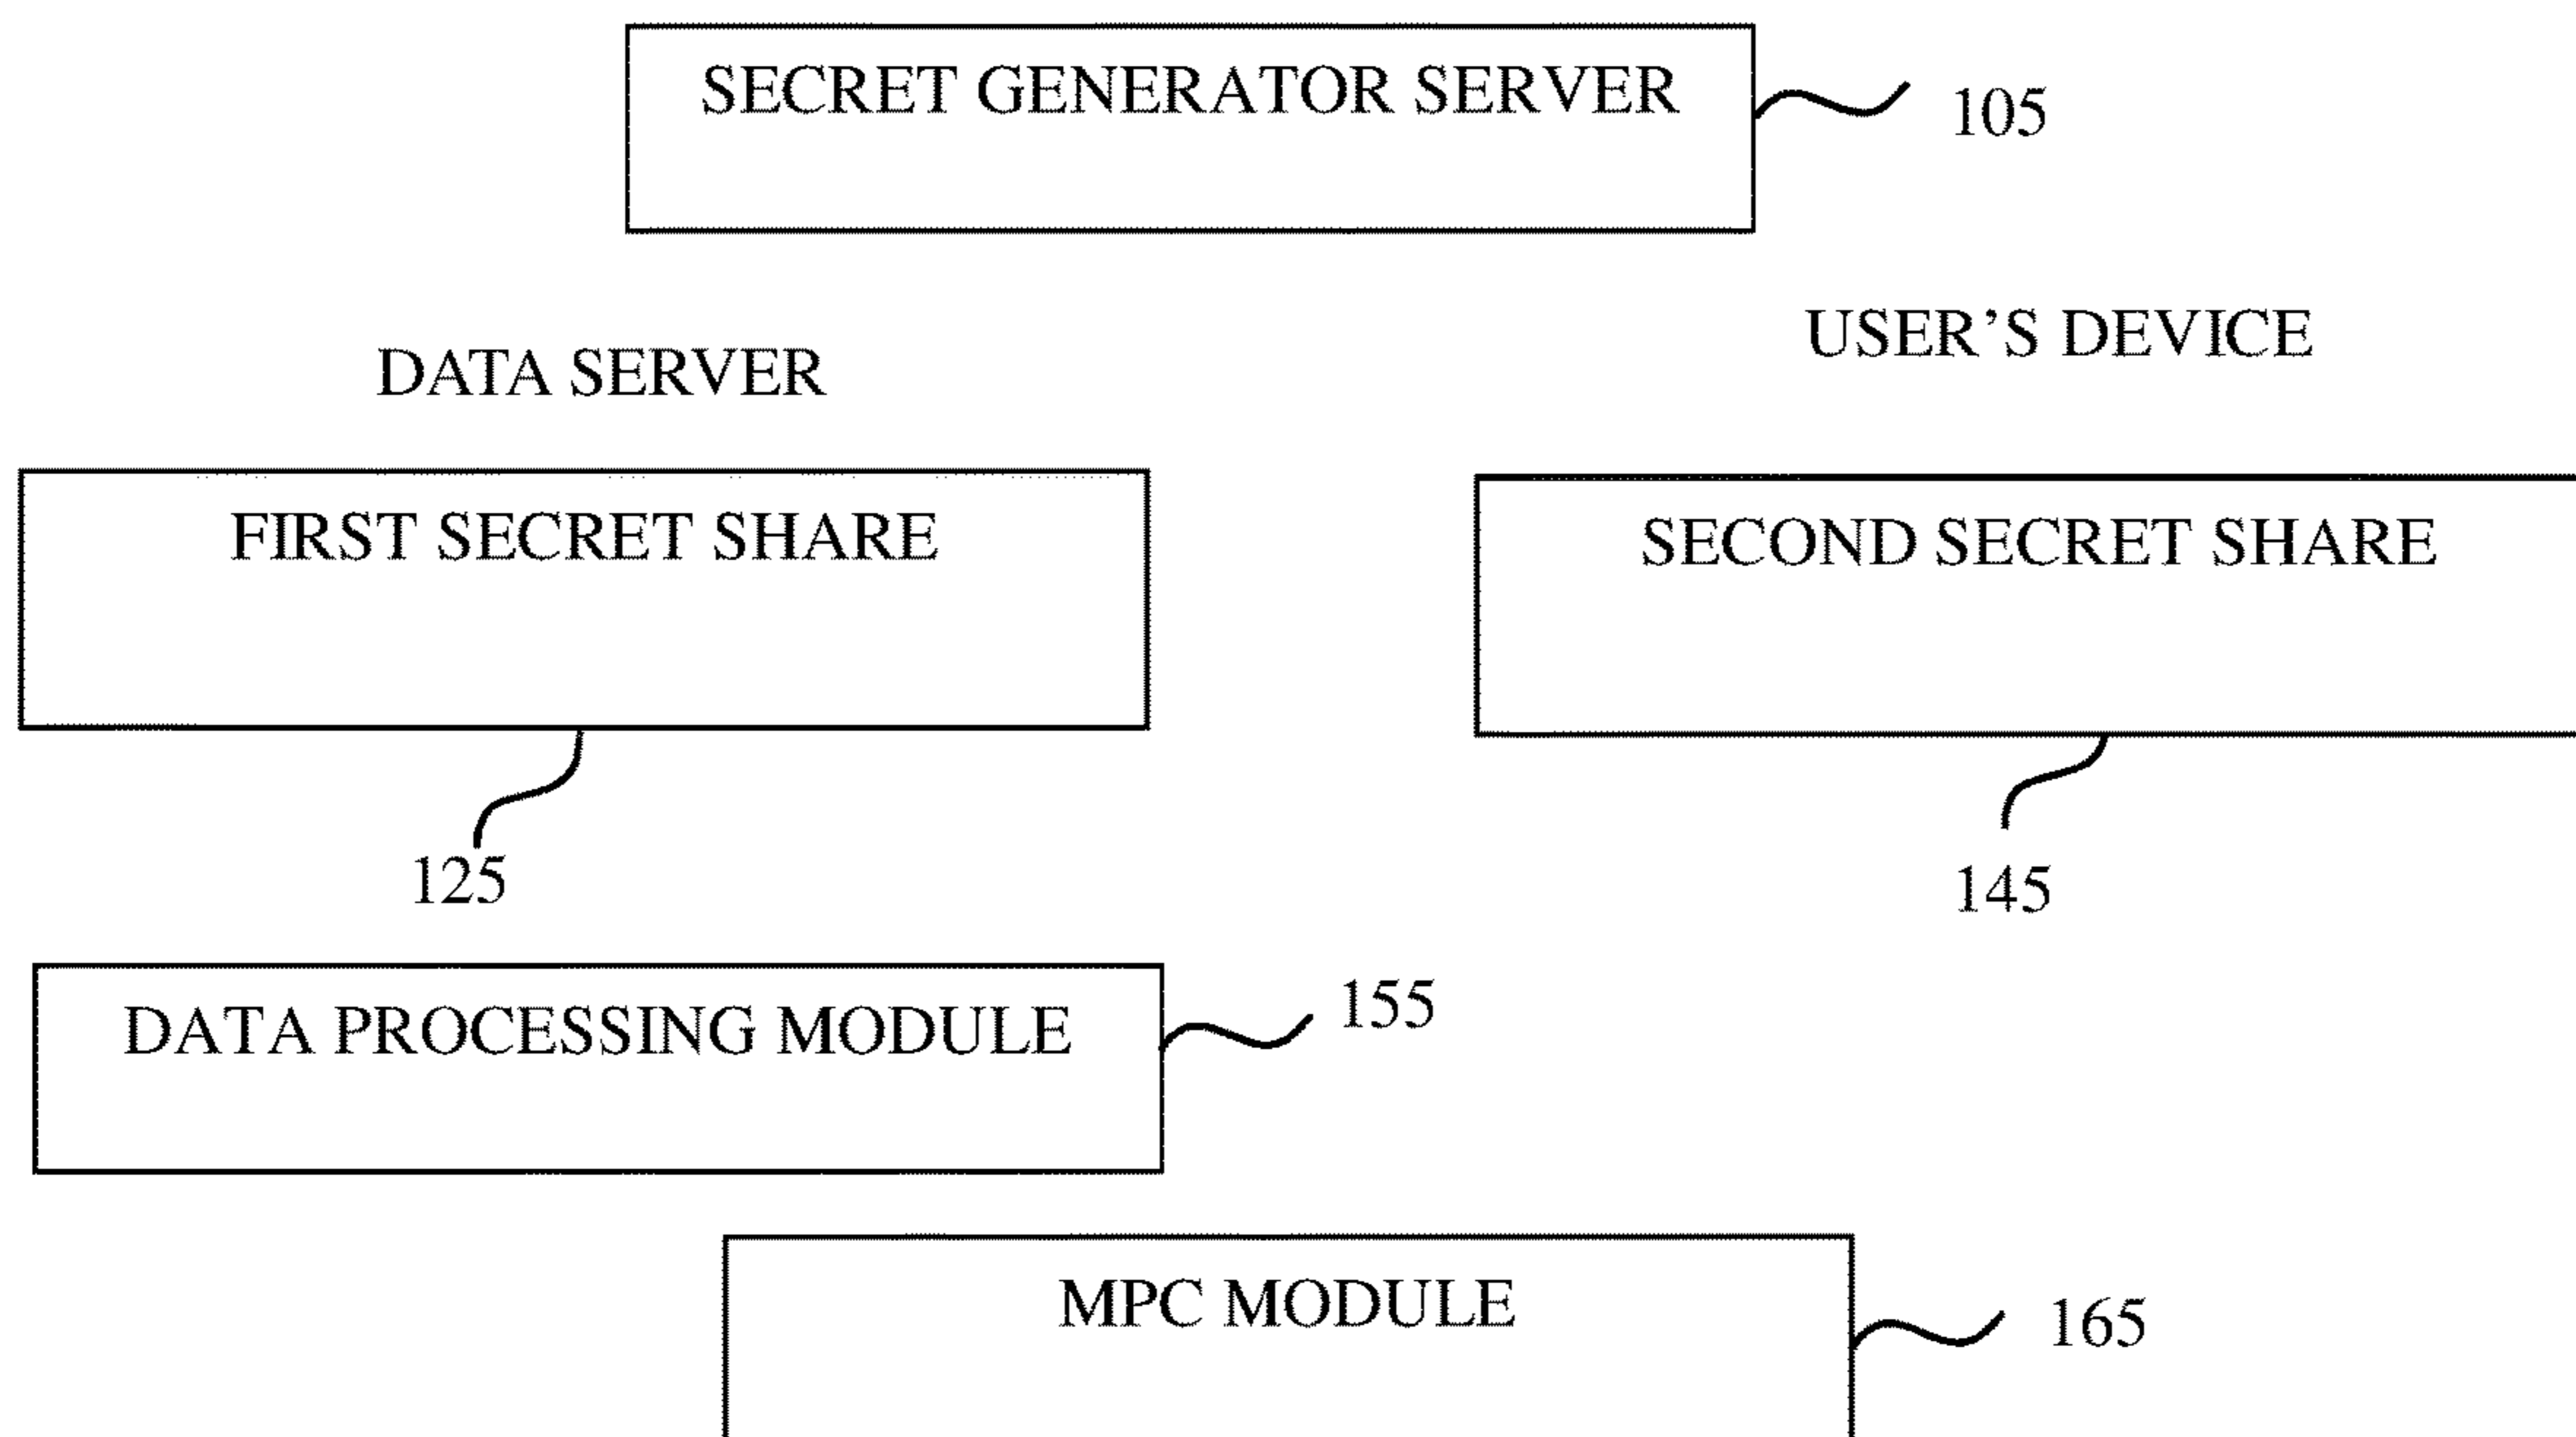 SECRET GENERATOR SERVER
105
USER’S DEVICE
DATA SERVER
FIRST SECRET SHARE
SECOND SECRET SHARE
125
145
DATA PROCESSING MODULE
155
MPC MODULE
165